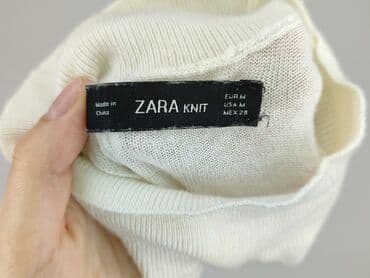 Made in
China
ZARA KNIT
EUR M
USA M
MEX 28